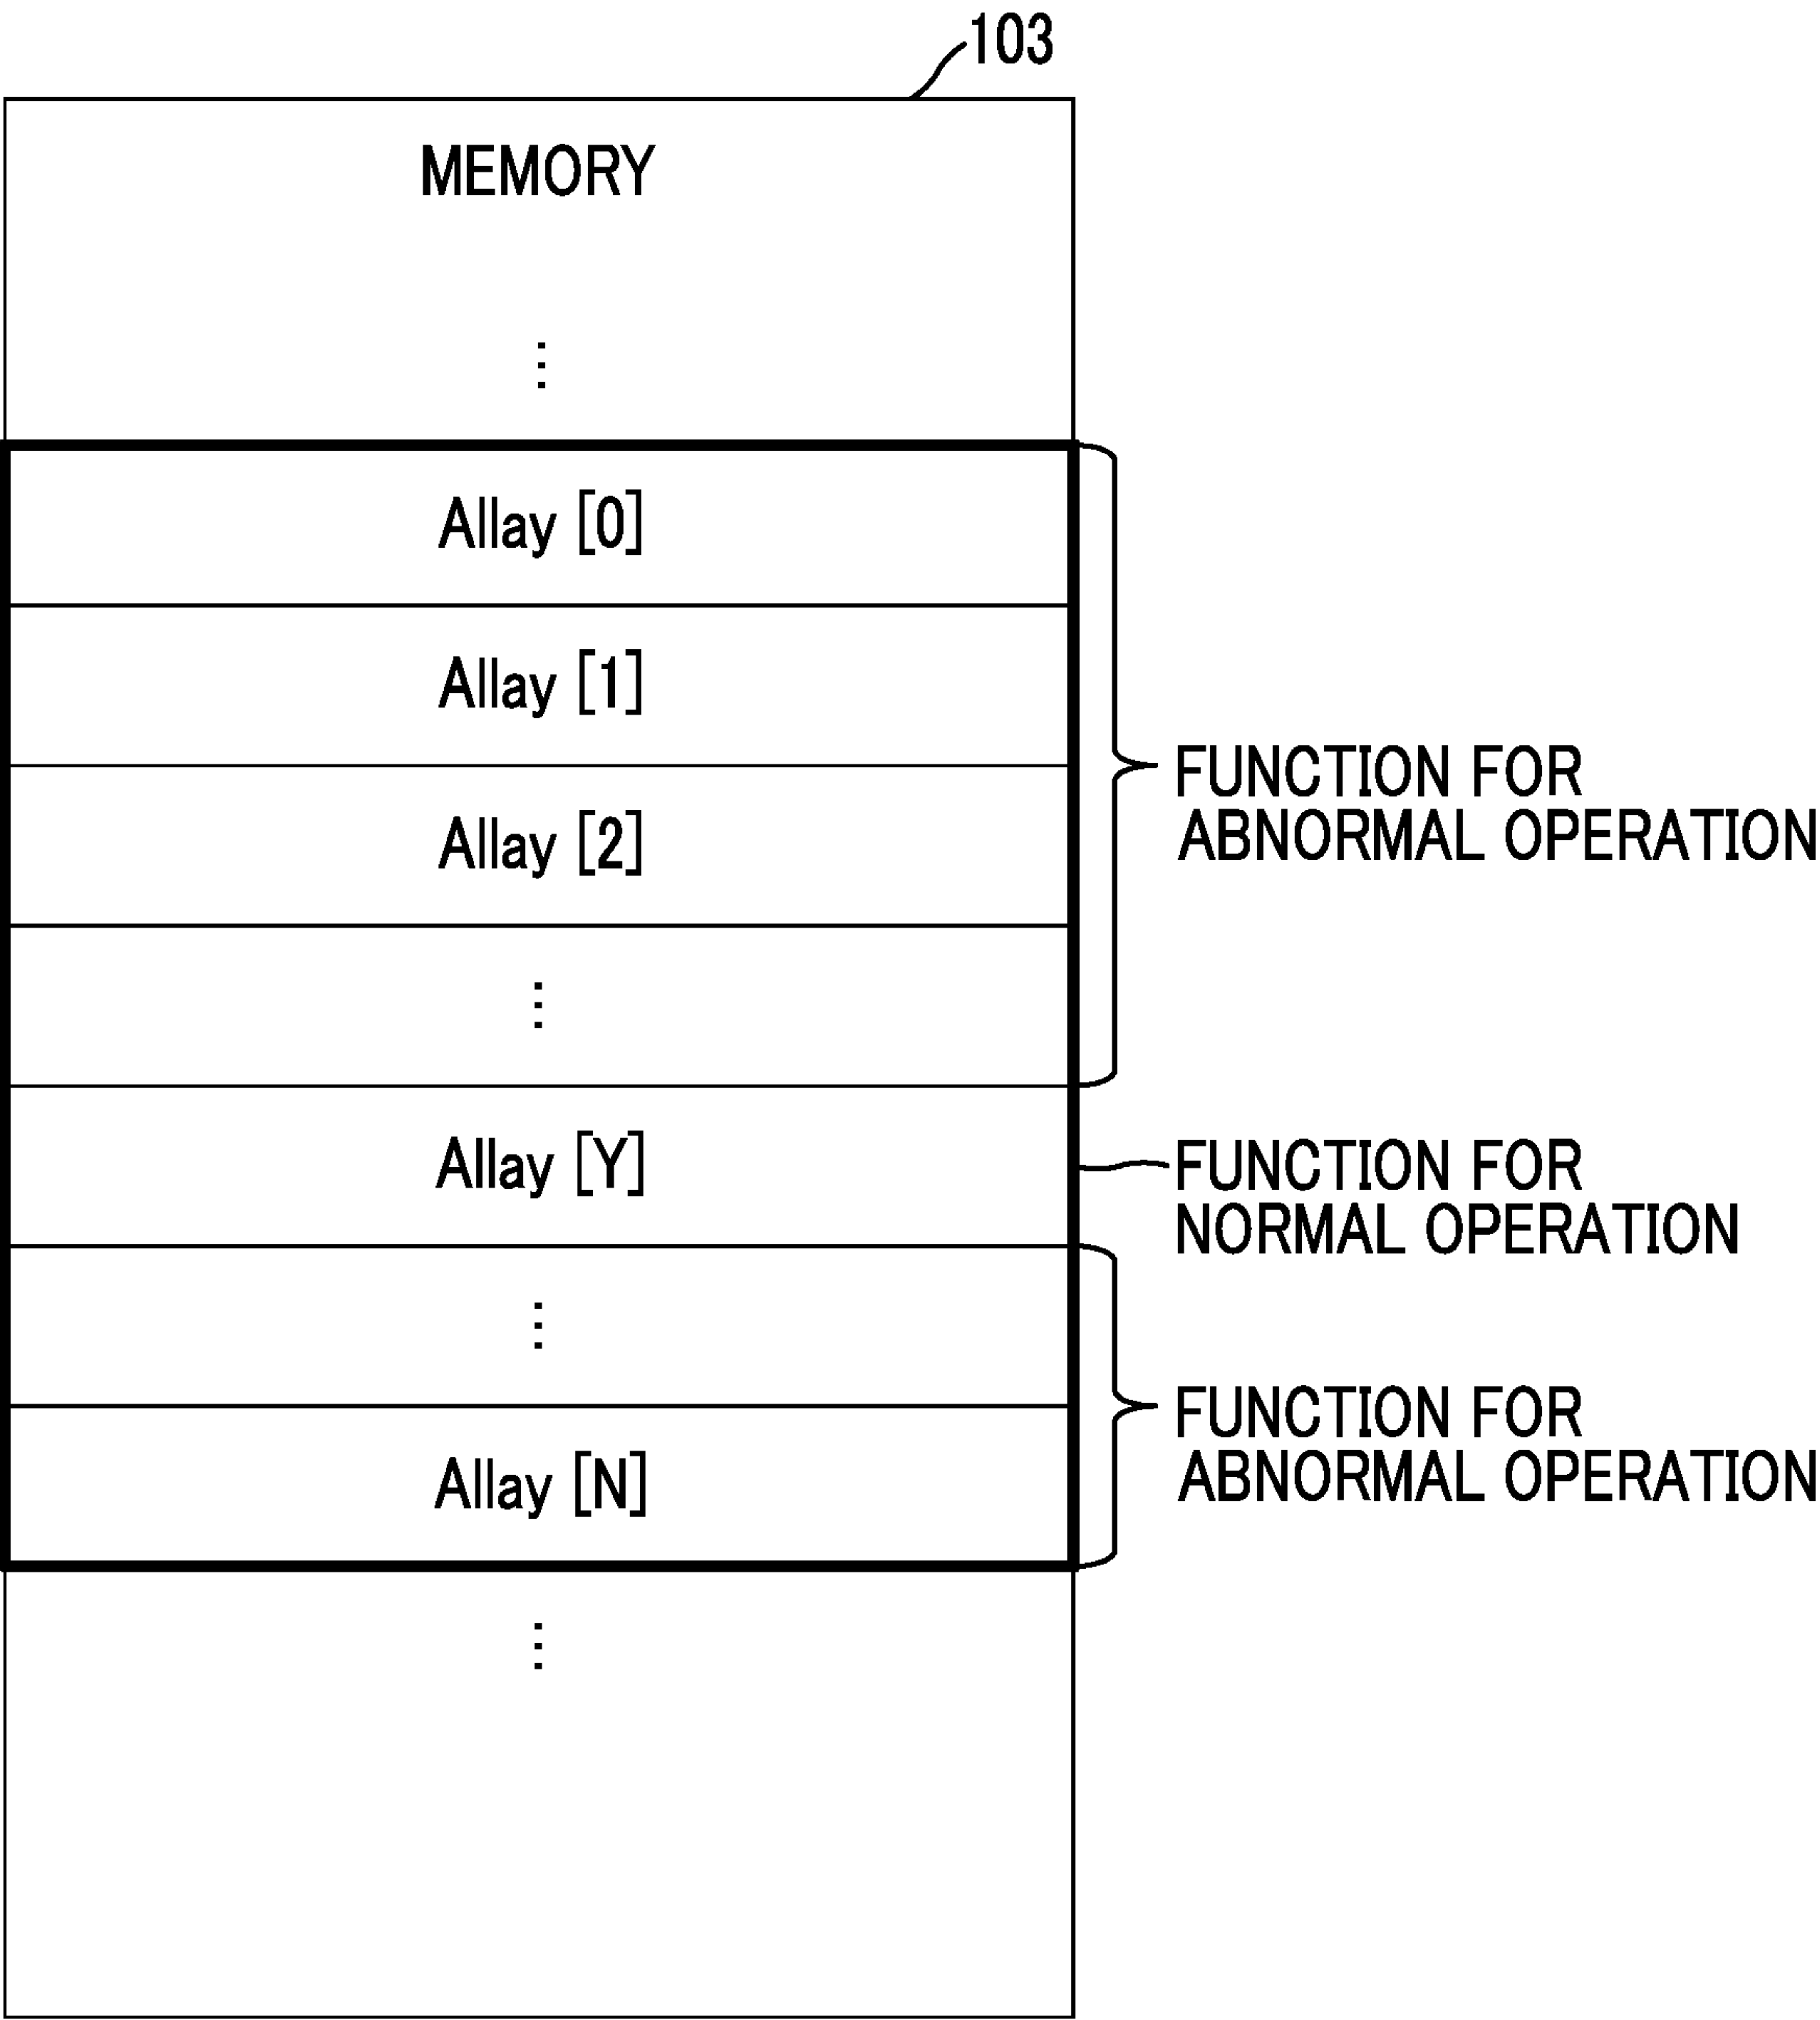 103
MEMORY
⋮
Allay [0]
Allay [1]
Allay [2]
FUNCTION FOR
ABNORMAL OPERATION
⋮
Allay [Y]
FUNCTION FOR
NORMAL OPERATION
⋮
FUNCTION FOR
ABNORMAL OPERATION
Allay [N]
⋮